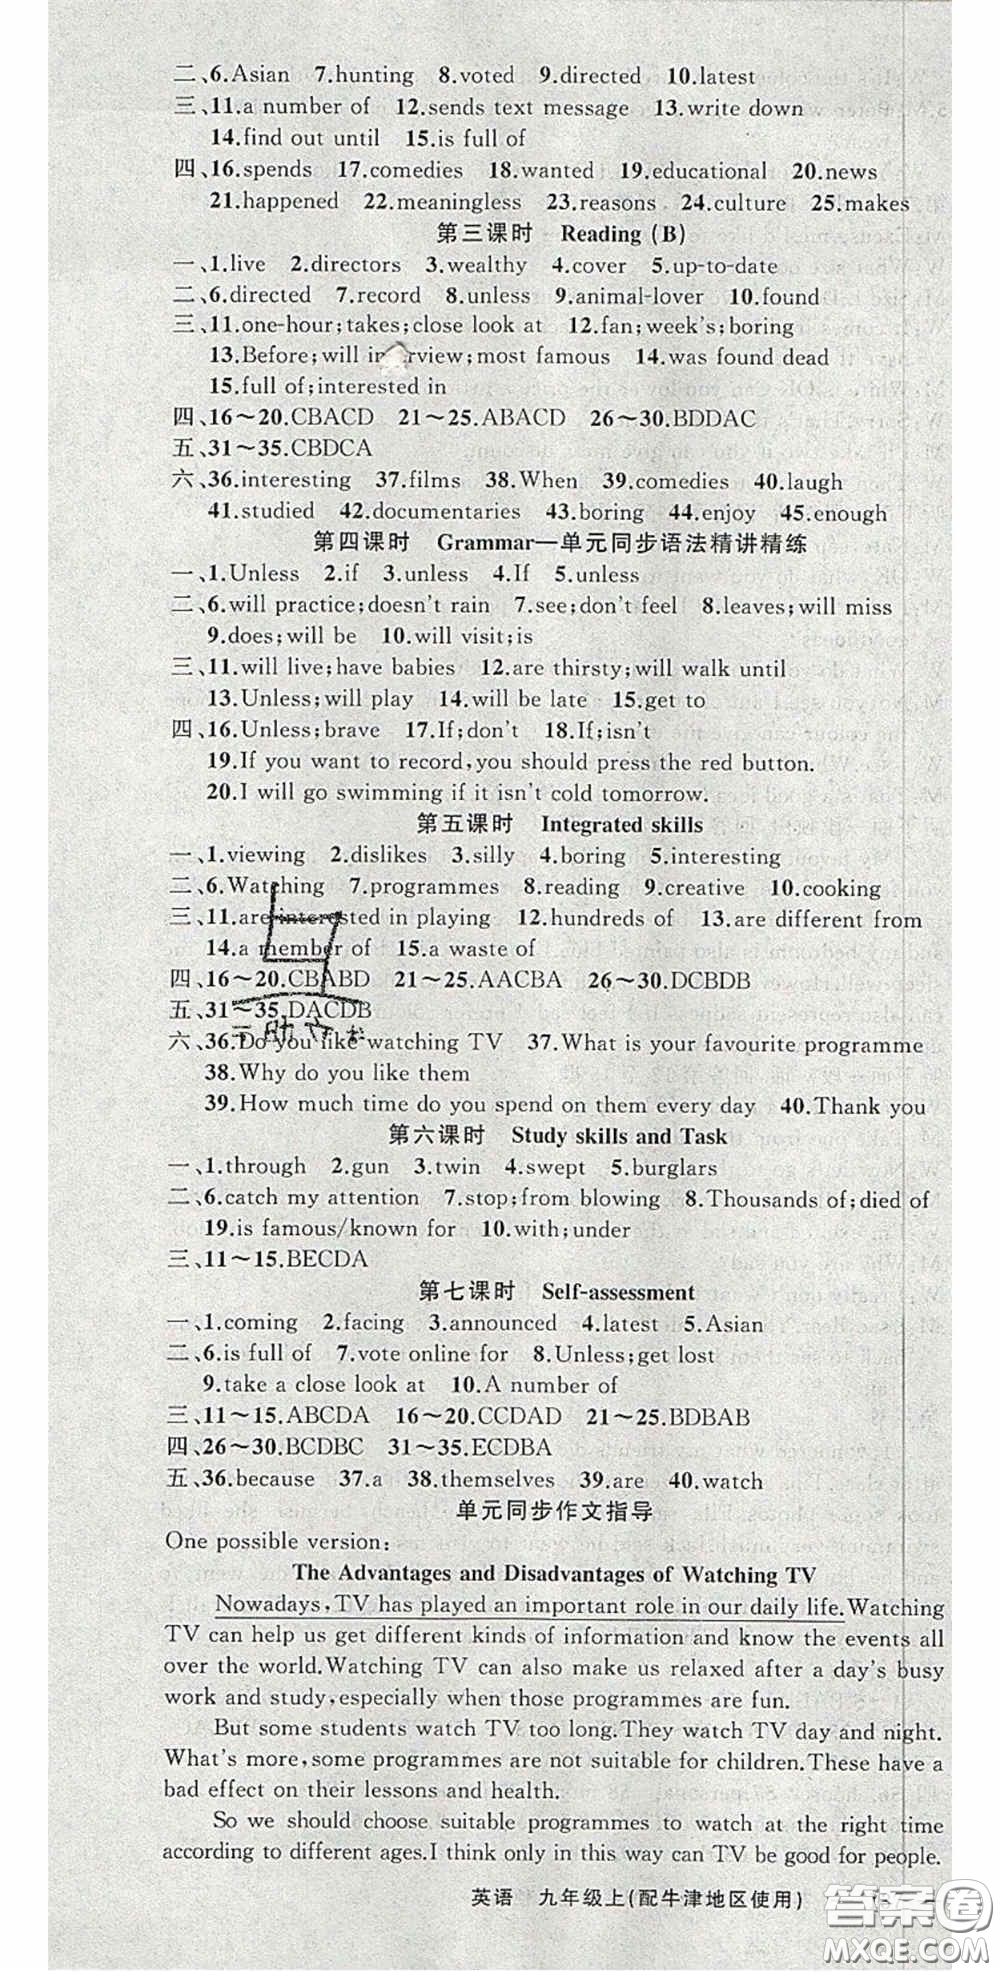 二、6.Asian 7.hunting 8.voted 9.directed 10.latest
三、11.a number of 12.sends text message 13.write down
14.find out until 15.is full of
四、16.spends 17.comedies 18.wanted 19.educational 20.news
21.happened 22.meaningless 23.reasons 24.culture 25.makes
第三课时 Reading (B)
一、1.live 2.directors 3.wealthy 4.cover 5.up-to-date
二、6.directed 7.record 8.unless 9.animal-lover 10.found
三、11.one-hour;takes;close look at 12.fan;week's;boring
13.Before;will interview;most famous 14.was found dead
15.full of;interested in
四、16～20.CBACD 21～25.ABACD 26～30.BDDAC
五、31～35.CBDCA
六、36.interesting 37.films 38.When 39.comedies 40.laugh
41.studied 42.documentaries 43.boring 44.enjoy 45.enough
第四课时 Grammar—单元同步语法精讲精练
一、1.Unless 2.if 3.unless 4.If 5.unless
二、6.will practice;doesn't rain 7.see;don't feel 8.leaves;will miss
9.does;will be 10.will visit;is
三、11.will live;have babies 12.are thirsty;will walk until
13.Unless;will play 14.will be late 15.get to
四、16.Unless;brave 17.If;don't 18.If;isn't
19.If you want to record,you should press the red button.
20.I will go swimming if it isn't cold tomorrow.
第五课时 Integrated skills
一、1.viewing 2.dislikes 3.silly 4.boring 5.interesting
二、6.Watching 7.programmes 8.reading 9.creative 10.cooking
三、11.are interested in playing 12.hundreds of 13.are different from
14.a member of 15.a waste of
四、16～20.CBABD 21～25.AACBA 26～30.DCBDB
五、31～35.DACDB
六、36.Do you like watching TV 37.What is your favourite programme
38.Why do you like them
39.How much time do you spend on them every day 40.Thank you
第六课时 Study skills and Task
一、1.through 2.gun 3.twin 4.swept 5.burglars
二、6.catch my attention 7.stop;from blowing 8.Thousands of;died of
19.is famous/known for 10.with;under
三、11～15.BECDA
第七课时 Self-assessment
一、1.coming 2.facing 3.announced 4.latest 5.Asian
二、6.is full of 7.vote online for 8.Unless;get lost
9.take a close look at 10.A number of
三、11～15.ABCDA 16～20.CCDAD 21～25.BDBAB
四、26～30.BCDBC 31～35.ECDBA
五、36.because 37.a 38.themselves 39.are 40.watch
单元同步作文指导
One possible version:
The Advantages and Disadvantages of Watching TV
Nowadays,TV has played an important role in our daily life.Watching
TV can help us get different kinds of information and know the events all
over the world.Watching TV can also make us relaxed after a day's busy
work and study,especially when those programmes are fun.
But some students watch TV too long.They watch TV day and night.
What's more,some programmes are not suitable for children.These have a
bad effect on their lessons and health.
So we should choose suitable programmes to watch at the right time
according to different ages.I think only in this way can TV be good for people.
英语 九年级上(配牛津地区使用)
答案圈
MXQE.COM